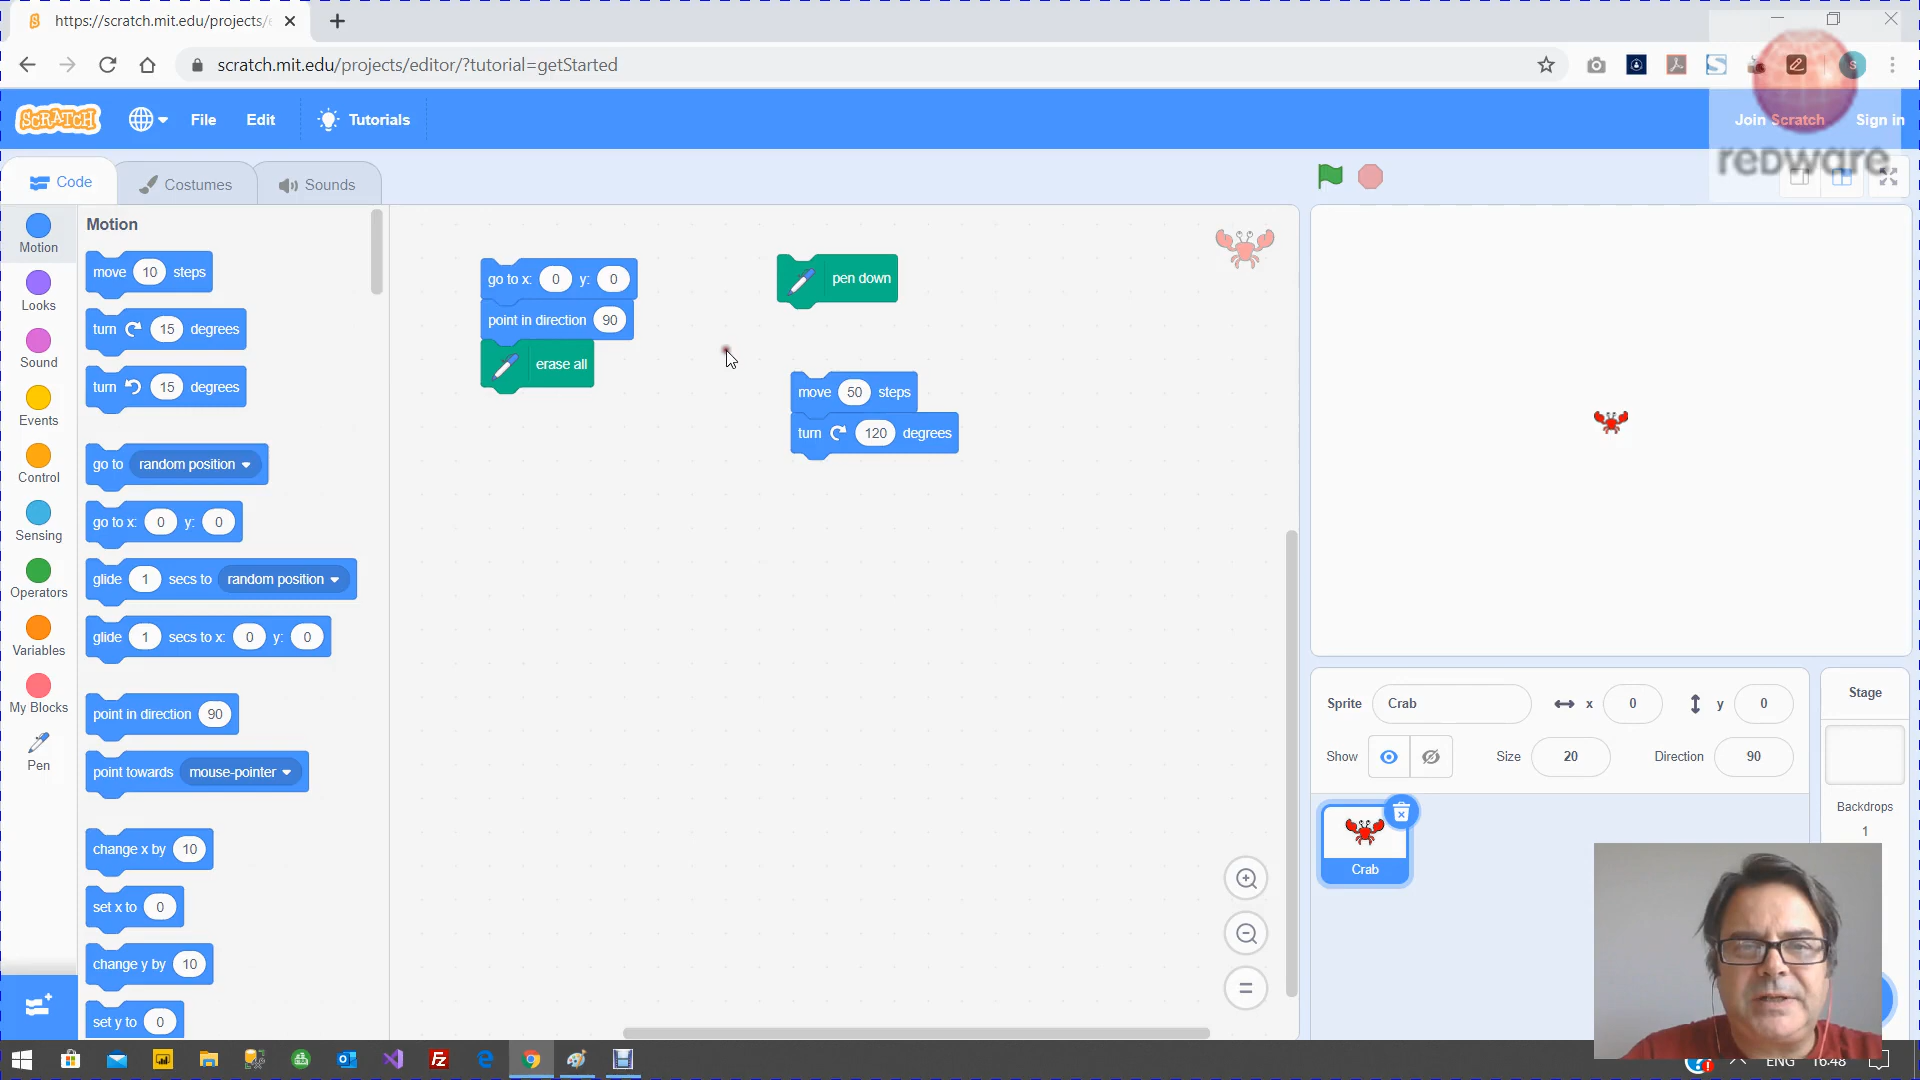 https://scratch.mit.edu/projects/
scratch.mit.edu/projects/editor/?tutorial=getStarted
S
SCRATCH
File
Edit
Tutorials
Join Scratch
Sign in
redware
Code
Costumes
Sounds
Motion
Looks
Sound
Events
Control
Sensing
Operators
Variables
My Blocks
Pen
Motion
move 10 steps
turn 15 degrees
turn 15 degrees
go to random position
go to x: 0 y: 0
glide 1 secs to random position
glide 1 secs to x: 0 y: 0
point in direction 90
point towards mouse-pointer
change x by 10
set x to 0
change y by 10
set y to 0
go to x: 0 y: 0
point in direction 90
erase all
pen down
move 50 steps
turn 120 degrees
Sprite Crab x 0 y 0
Show Size 20 Direction 90
Crab
Stage
Backdrops
1
ENG 16:48